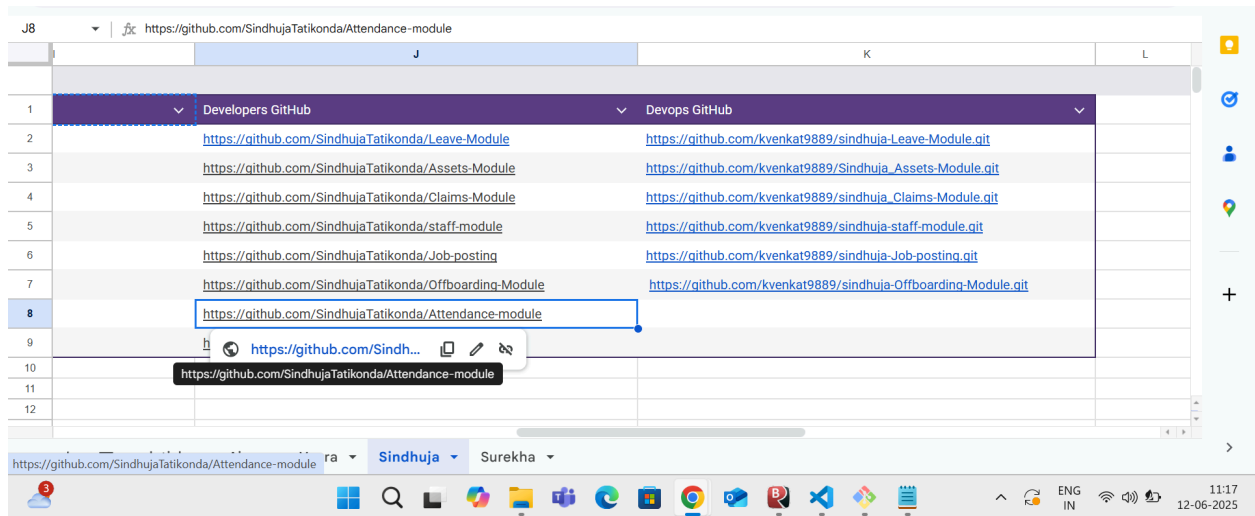 J8 fx https://github.com/SindhujaTatikonda/Attendance-module
I J K L
1 Developers GitHub Devops GitHub
2 https://github.com/SindhujaTatikonda/Leave-Module https://github.com/kvenkat9889/sindhuja-Leave-Module.git
3 https://github.com/SindhujaTatikonda/Assets-Module https://github.com/kvenkat9889/Sindhuja_Assets-Module.git
4 https://github.com/SindhujaTatikonda/Claims-Module https://github.com/kvenkat9889/sindhuja_Claims-Module.git
5 https://github.com/SindhujaTatikonda/staff-module https://github.com/kvenkat9889/sindhuja-staff-module.git
6 https://github.com/SindhujaTatikonda/Job-posting https://github.com/kvenkat9889/sindhuja-Job-posting.git
7 https://github.com/SindhujaTatikonda/Offboarding-Module https://github.com/kvenkat9889/sindhuja-Offboarding-Module.git
8 https://github.com/SindhujaTatikonda/Attendance-module
9 h https://github.com/Sindh...
10 https://github.com/SindhujaTatikonda/Attendance-module
11
12
ra Sindhuja Surekha
https://github.com/SindhujaTatikonda/Attendance-module
3 ENG 11:17
IN 12-06-2025